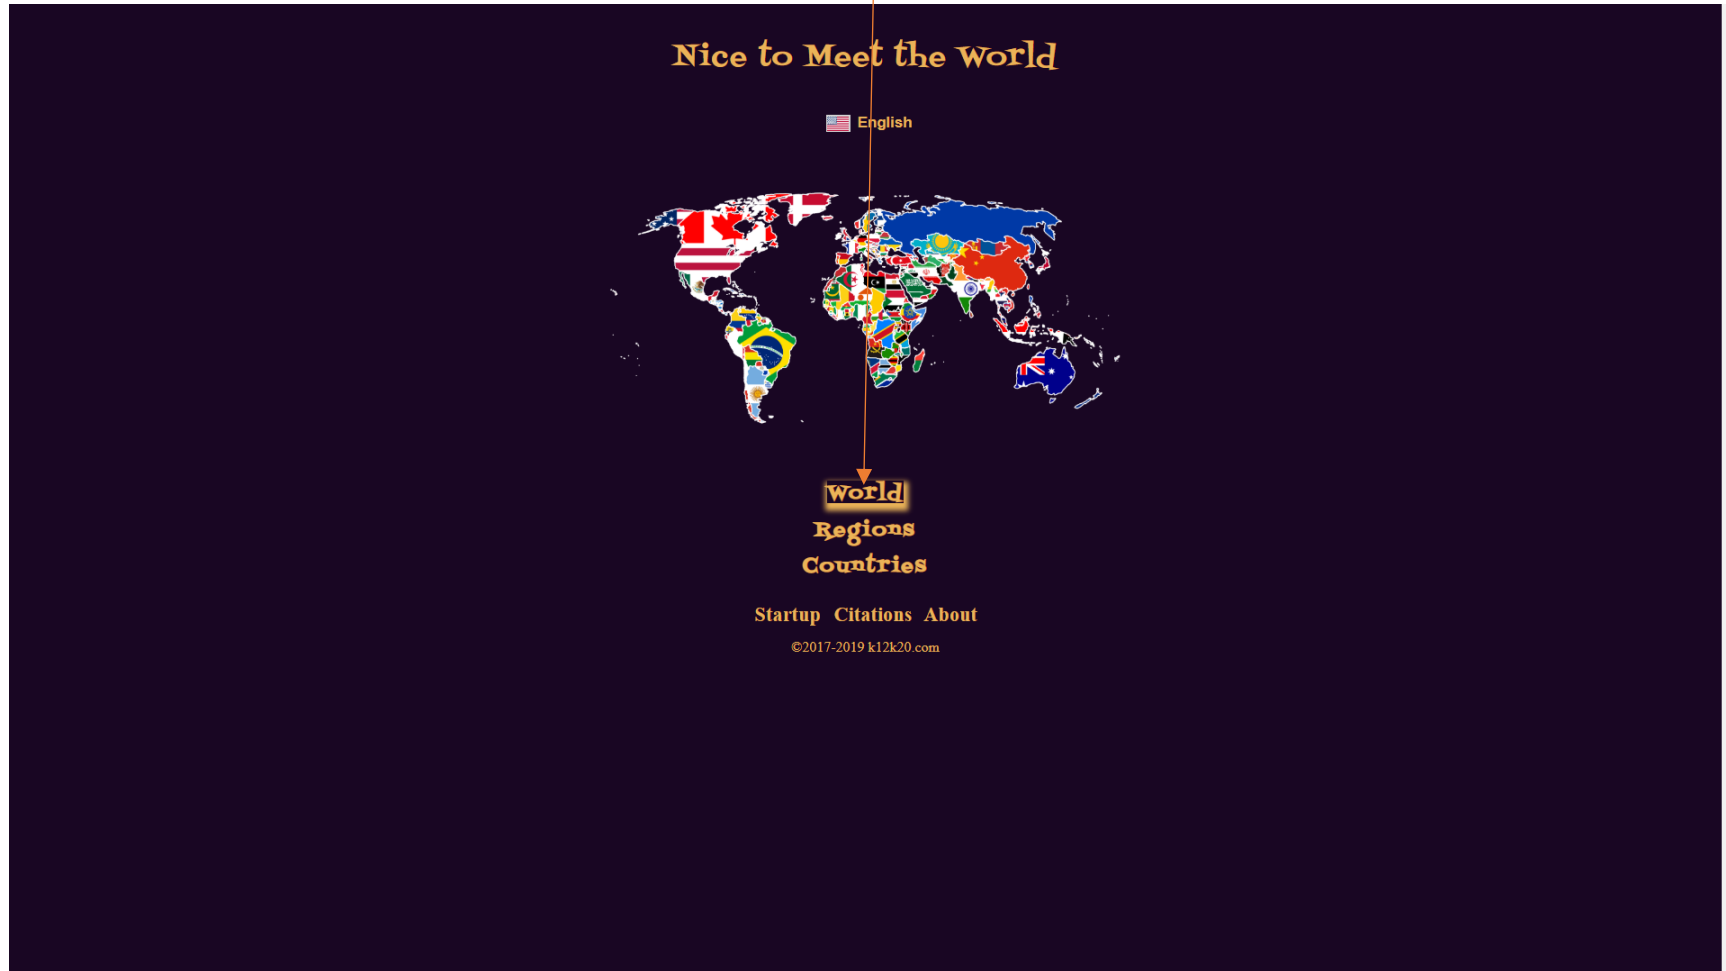 Nice to Meet the World
English
World
Regions
Countries
Startup Citations About
©2017-2019 k12k20.com